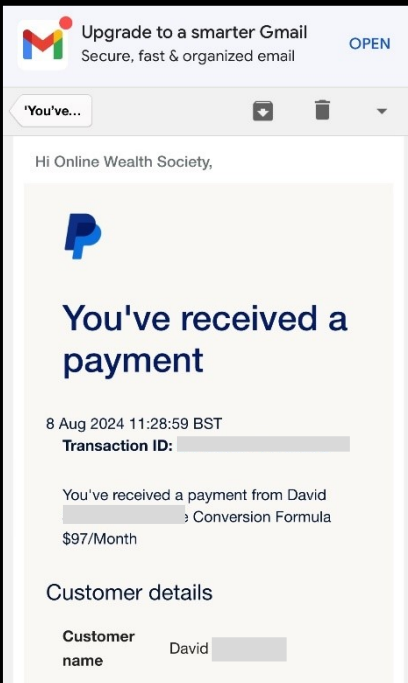 Upgrade to a smarter Gmail
Secure, fast & organized email
OPEN
'You've...
Hi Online Wealth Society,
You've received a
payment
8 Aug 2024 11:28:59 BST
Transaction ID:
You've received a payment from David
Conversion Formula
$97/Month
Customer details
Customer
name
David